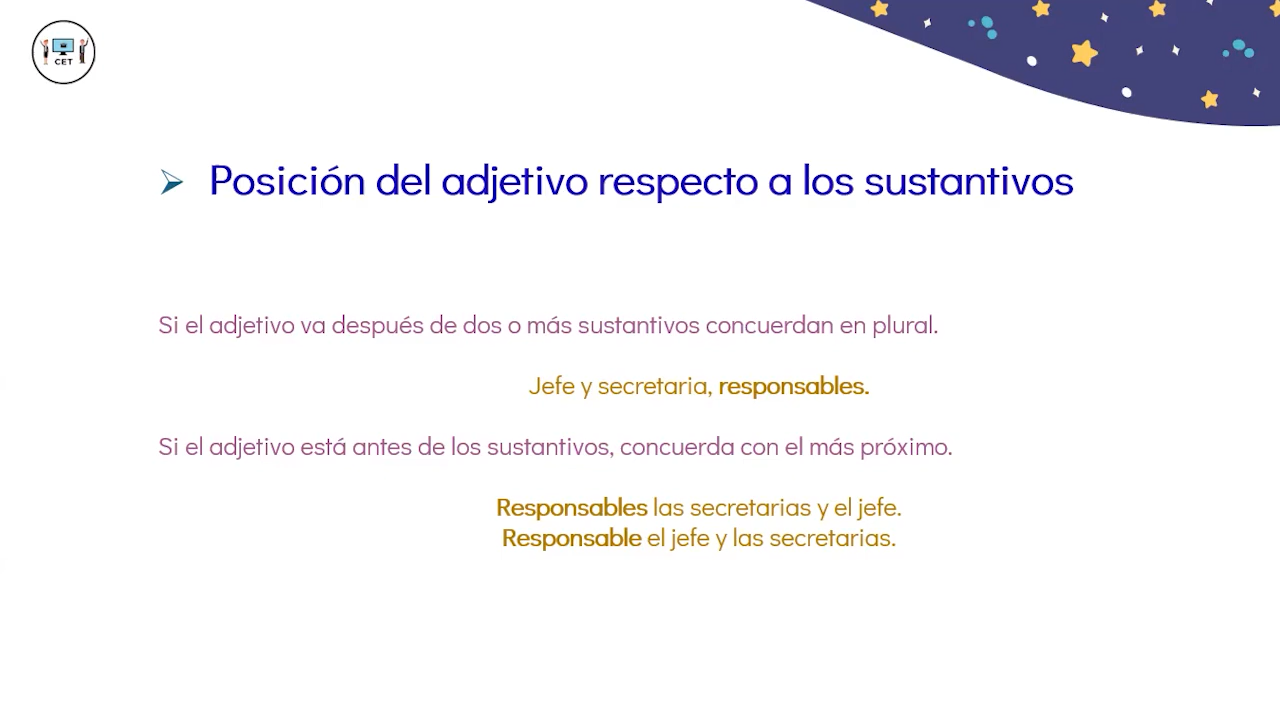 CET
Posición del adjetivo respecto a los sustantivos
Si el adjetivo va después de dos o más sustantivos concuerdan en plural.
Jefe y secretaria, responsables.
Si el adjetivo está antes de los sustantivos, concuerda con el más próximo.
Responsables las secretarias y el jefe.
Responsable el jefe y las secretarias.